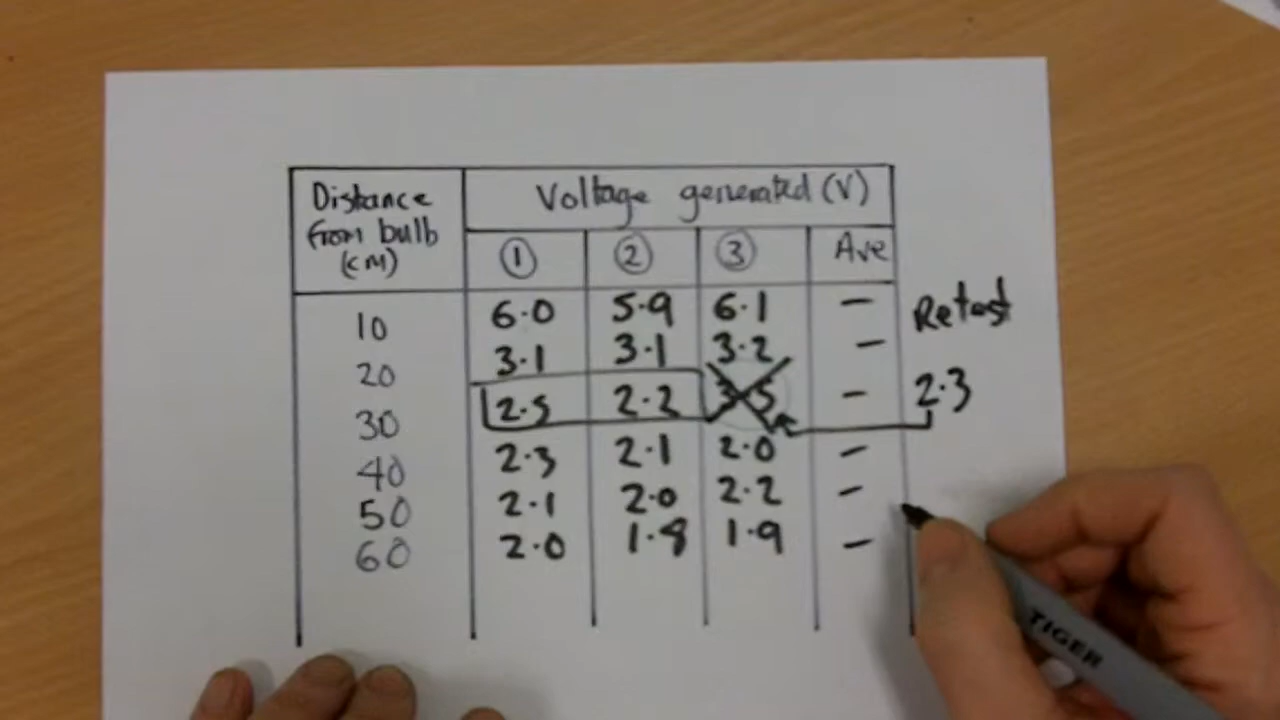 Distance from bulb (cm)
Voltage generated (V)
① ② ③ Ave
10 6.0 5.9 6.1 - Retest
20 3.1 3.1 3.2 -
30 2.5 2.2 3.5 - 2.3
40 2.3 2.1 2.0 -
50 2.1 2.0 2.2 -
60 2.0 1.8 1.9 -
TIGER